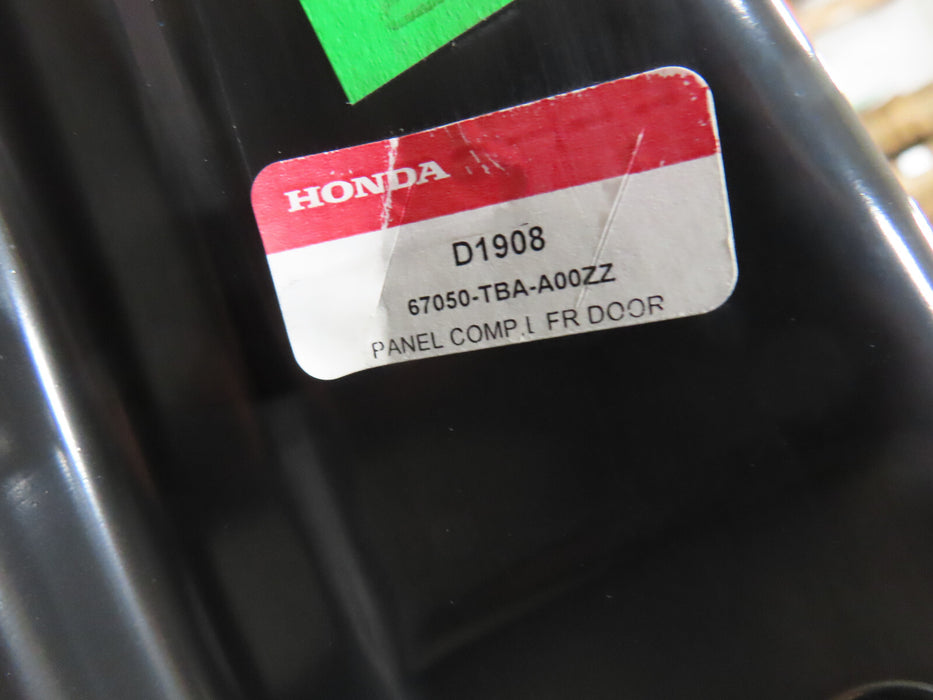 HONDA
D1908
67050-TBA-A00ZZ
PANEL COMP.L FR DOOR